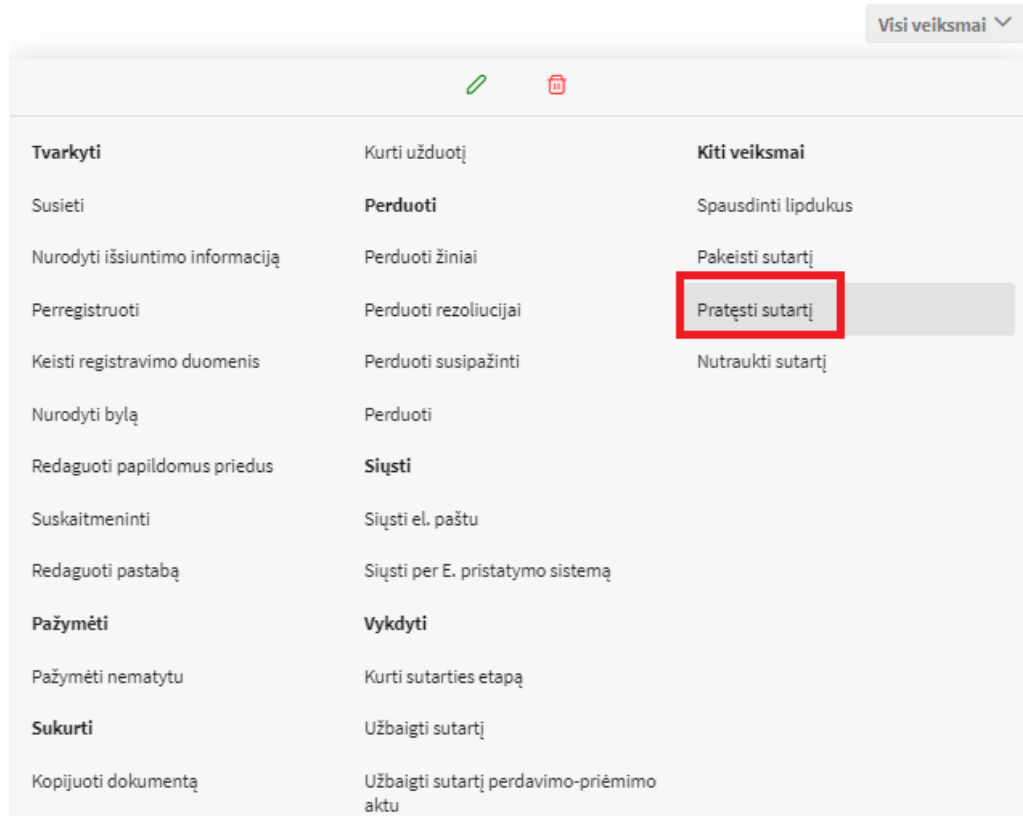 Visi veiksmai
Tvarkyti
Susieti
Nurodyti išsiuntimo informaciją
Perregistruoti
Keisti registravimo duomenis
Nurodyti bylą
Redaguoti papildomus priedus
Suskaitmeninti
Redaguoti pastabą
Pažymėti
Pažymėti nematytu
Sukurti
Kopijuoti dokumentą
Kurti užduotį
Perduoti
Perduoti žiniai
Perduoti rezoliucijai
Perduoti susipažinti
Perduoti
Siųsti
Siųsti el. paštu
Siųsti per E. pristatymo sistemą
Vykdyti
Kurti sutarties etapą
Užbaigti sutartį
Užbaigti sutartį perdavimo-priėmimo
aktu
Kiti veiksmai
Spausdinti lipdukus
Pakeisti sutartį
Pratęsti sutartį
Nutraukti sutartį